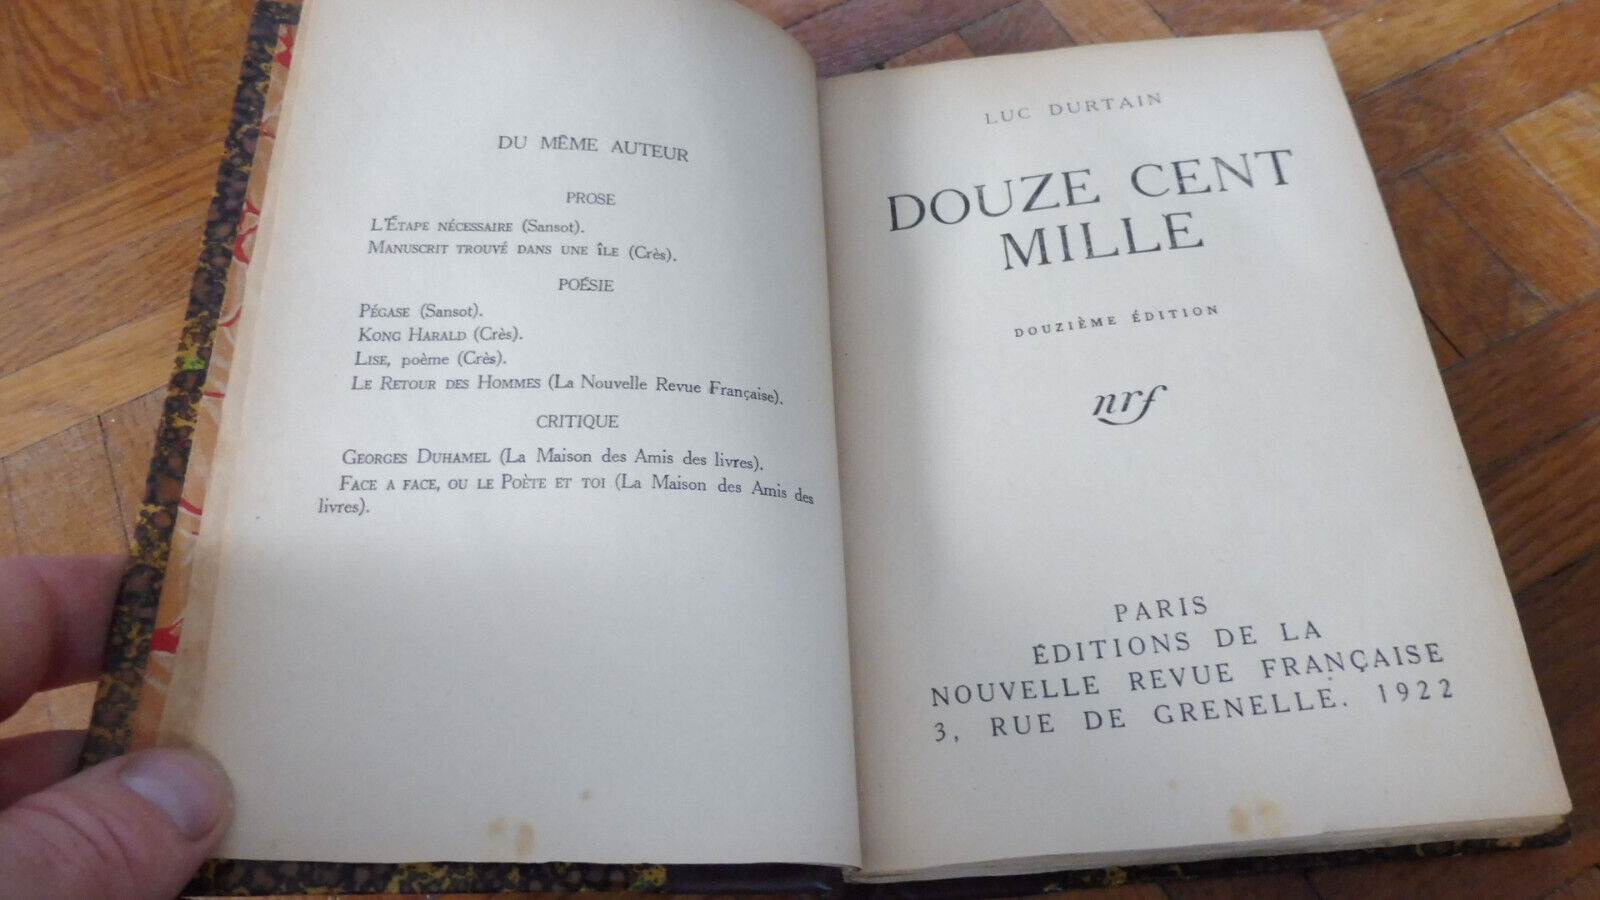 DU MÊME AUTEUR
PROSE
L'ÉTAPE NÉCESSAIRE (Sansot).
MANUSCRIT TROUVÉ DANS UNE ÎLE (Crès).
POÉSIE
PÉGASE (Sansot).
KONG HARALD (Crès).
LISE, poème (Crès).
LE RETOUR DES HOMMES (La Nouvelle Revue Française).
CRITIQUE
GEORGES DUHAMEL (La Maison des Amis des livres).
FACE A FACE, OU LE POÈTE ET TOI (La Maison des Amis des
livres).
LUC DURTAIN
DOUZE CENT
MILLE
DOUZIÈME ÉDITION
nrf
PARIS
ÉDITIONS DE LA
NOUVELLE REVUE FRANÇAISE
3, RUE DE GRENELLE. 1922